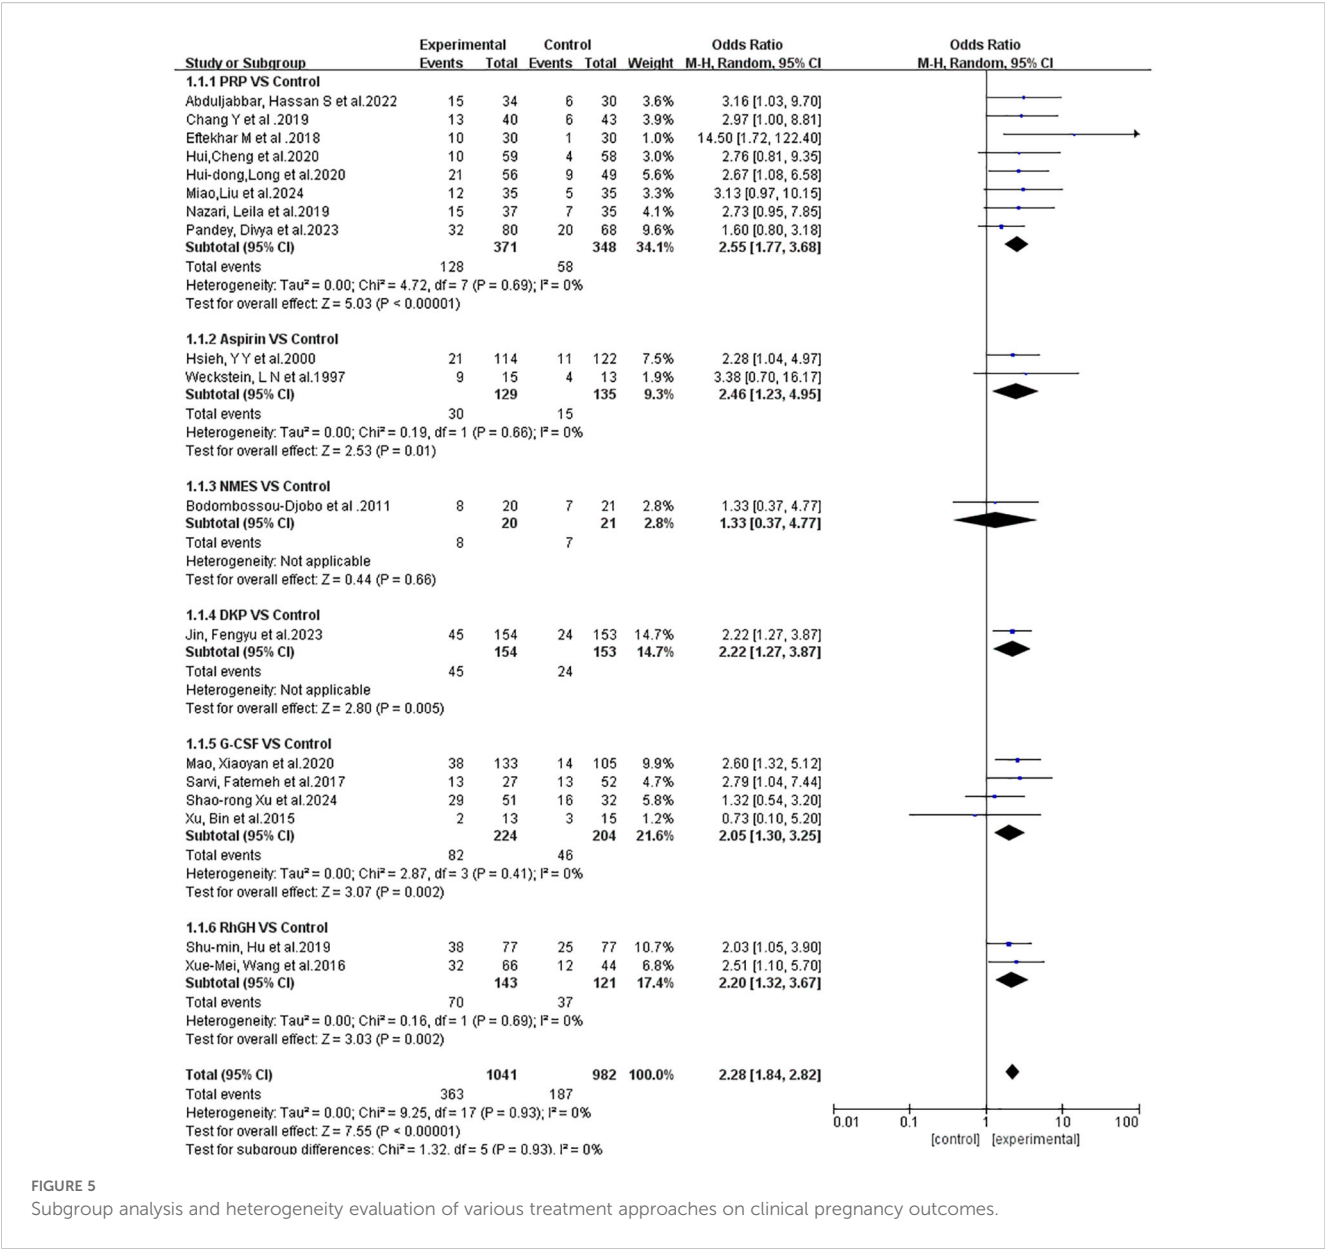 Experimental Control Odds Ratio Odds Ratio
Study or Subgroup Events Total Events Total Weight M-H, Random, 95% CI M-H, Random, 95% CI
1.1.1 PRP VS Control
Abduljabbar, Hassan S et al.2022 15 34 6 30 3.6% 3.16 [1.03, 9.70]
Chang Y et al .2019 13 40 6 43 3.9% 2.97 [1.00, 8.81]
Eftekhar M et al.2018 10 30 1 30 1.0% 14.50 [1.72, 122.40]
Hui,Cheng et al.2020 10 59 4 58 3.0% 2.76 [0.81, 9.35]
Hui-dong,Long et al.2020 21 56 9 49 5.6% 2.67 [1.08, 6.58]
Miao,Liu et al.2024 12 35 5 35 3.3% 3.13 [0.97, 10.15]
Nazari, Leila et al.2019 15 37 7 35 4.1% 2.73 [0.95, 7.85]
Pandey, Divya et al.2023 32 80 20 68 9.6% 1.60 [0.80, 3.18]
Subtotal (95% CI) 371 348 34.1% 2.55 [1.77, 3.68]
Total events 128 58
Heterogeneity: Tau² = 0.00; Chi² = 4.72, df = 7 (P = 0.69); I² = 0%
Test for overall effect: Z = 5.03 (P < 0.00001)
1.1.2 Aspirin VS Control
Hsieh, Y Y et al.2000 21 114 11 122 7.5% 2.28 [1.04, 4.97]
Weckstein, L N et al.1997 9 15 4 13 1.9% 3.38 [0.70, 16.17]
Subtotal (95% CI) 129 135 9.3% 2.46 [1.23, 4.95]
Total events 30 15
Heterogeneity: Tau² = 0.00; Chi² = 0.19, df = 1 (P = 0.66); I² = 0%
Test for overall effect: Z = 2.53 (P = 0.01)
1.1.3 NMES VS Control
Bodombossou-Djobo et al .2011 8 20 7 21 2.8% 1.33 [0.37, 4.77]
Subtotal (95% CI) 20 21 2.8% 1.33 [0.37, 4.77]
Total events 8 7
Heterogeneity: Not applicable
Test for overall effect: Z = 0.44 (P = 0.66)
1.1.4 DKP VS Control
Jin, Fengyu et al.2023 45 154 24 153 14.7% 2.22 [1.27, 3.87]
Subtotal (95% CI) 154 153 14.7% 2.22 [1.27, 3.87]
Total events 45 24
Heterogeneity: Not applicable
Test for overall effect: Z = 2.80 (P = 0.005)
1.1.5 G-CSF VS Control
Mao, Xiaoyan et al.2020 38 133 14 105 9.9% 2.60 [1.32, 5.12]
Sarvi, Fatemeh et al.2017 13 27 13 52 4.7% 2.79 [1.04, 7.44]
Shao-rong Xu et al.2024 29 51 16 32 5.8% 1.32 [0.54, 3.20]
Xu, Bin et al.2015 2 13 3 15 1.2% 0.73 [0.10, 5.20]
Subtotal (95% CI) 224 204 21.6% 2.05 [1.30, 3.25]
Total events 82 46
Heterogeneity: Tau² = 0.00; Chi² = 2.87, df = 3 (P = 0.41); I² = 0%
Test for overall effect: Z = 3.07 (P = 0.002)
1.1.6 RhGH VS Control
Shu-min, Hu et al.2019 38 77 25 77 10.7% 2.03 [1.05, 3.90]
Xue-Mei, Wang et al.2016 32 66 12 44 6.8% 2.51 [1.10, 5.70]
Subtotal (95% CI) 143 121 17.4% 2.20 [1.32, 3.67]
Total events 70 37
Heterogeneity: Tau² = 0.00; Chi² = 0.16, df = 1 (P = 0.69); I² = 0%
Test for overall effect: Z = 3.03 (P = 0.002)
Total (95% CI) 1041 982 100.0% 2.28 [1.84, 2.82]
Total events 363 187
Heterogeneity: Tau² = 0.00; Chi² = 9.25, df = 17 (P = 0.93); I² = 0%
Test for overall effect: Z = 7.55 (P < 0.00001)
Test for subgroup differences: Chi² = 1.32, df = 5 (P = 0.93), I² = 0%
0.01 0.1 1 10 100
[control] [experimental]
FIGURE 5
Subgroup analysis and heterogeneity evaluation of various treatment approaches on clinical pregnancy outcomes.